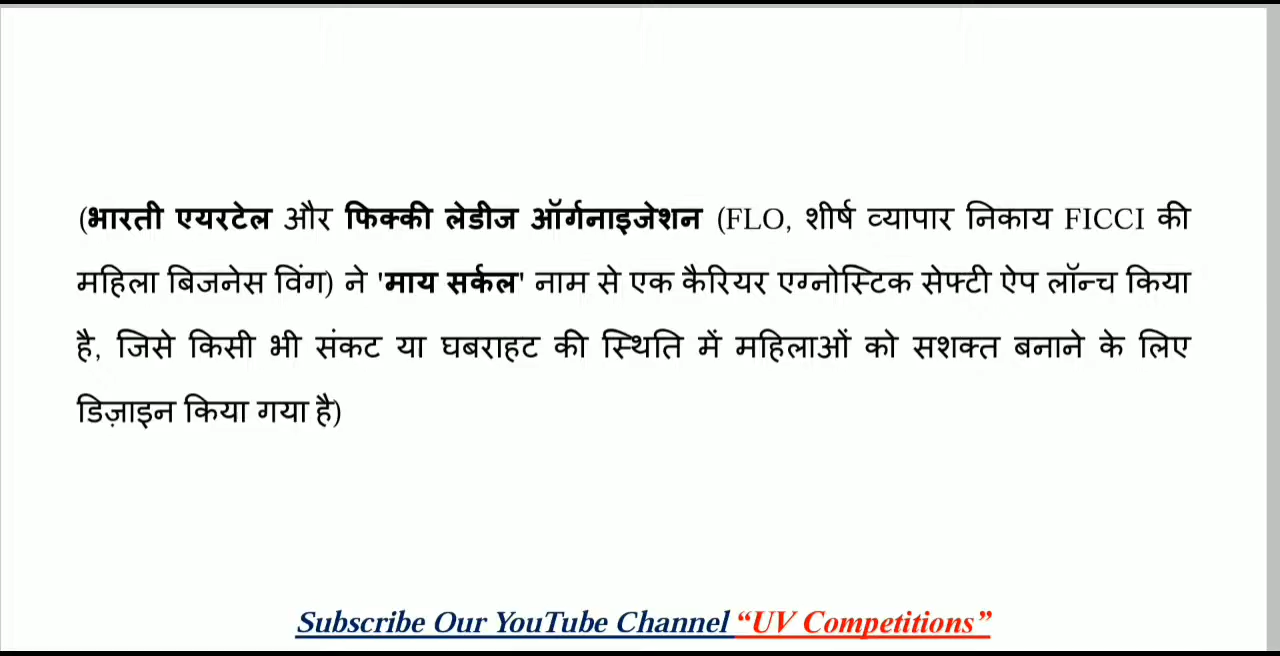 (भारती एयरटेल और फिक्की लेडीज ऑर्गनाइजेशन (FLO, शीर्ष व्यापार निकाय FICCI की
महिला बिजनेस विंग) ने 'माय सर्कल' नाम से एक कैरियर एग्नोस्टिक सेफ्टी ऐप लॉन्च किया
है, जिसे किसी भी संकट या घबराहट की स्थिति में महिलाओं को सशक्त बनाने के लिए
डिज़ाइन किया गया है)
Subscribe Our YouTube Channel “UV Competitions”